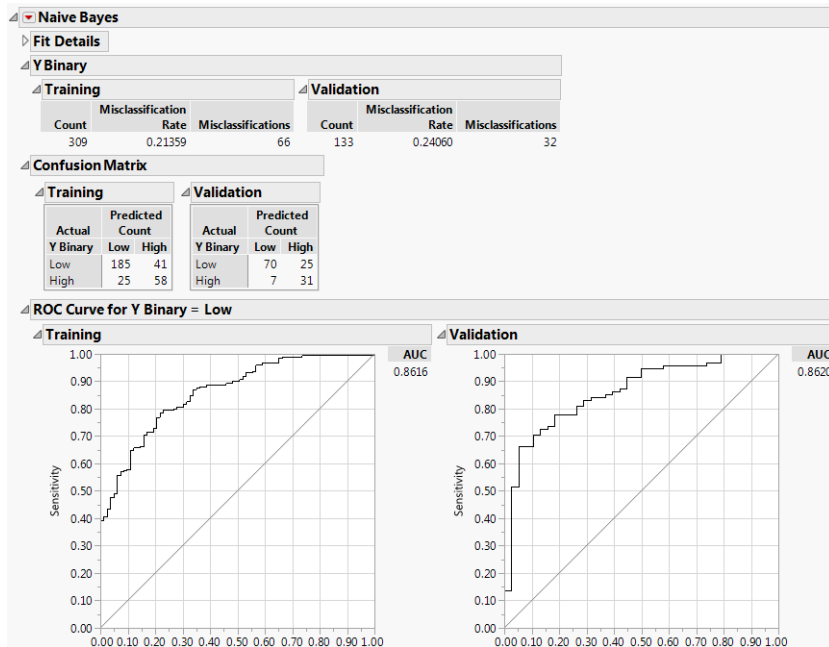 Naive Bayes
Fit Details
Y Binary
Training
Misclassification
Count Rate Misclassifications
309 0.21359 66
Validation
Misclassification
Count Rate Misclassifications
133 0.24060 32
Confusion Matrix
Training
Predicted
Actual Count
Y Binary Low High
Low 185 41
High 25 58
Validation
Predicted
Actual Count
Y Binary Low High
Low 70 25
High 7 31
ROC Curve for Y Binary = Low
Training
AUC
0.8616
1.00
0.90
0.80
0.70
0.60
0.50
0.40
0.30
0.20
0.10
0.00
Sensitivity
0.00 0.10 0.20 0.30 0.40 0.50 0.60 0.70 0.80 0.90 1.00
Validation
AUC
0.8620
1.00
0.90
0.80
0.70
0.60
0.50
0.40
0.30
0.20
0.10
0.00
Sensitivity
0.00 0.10 0.20 0.30 0.40 0.50 0.60 0.70 0.80 0.90 1.00